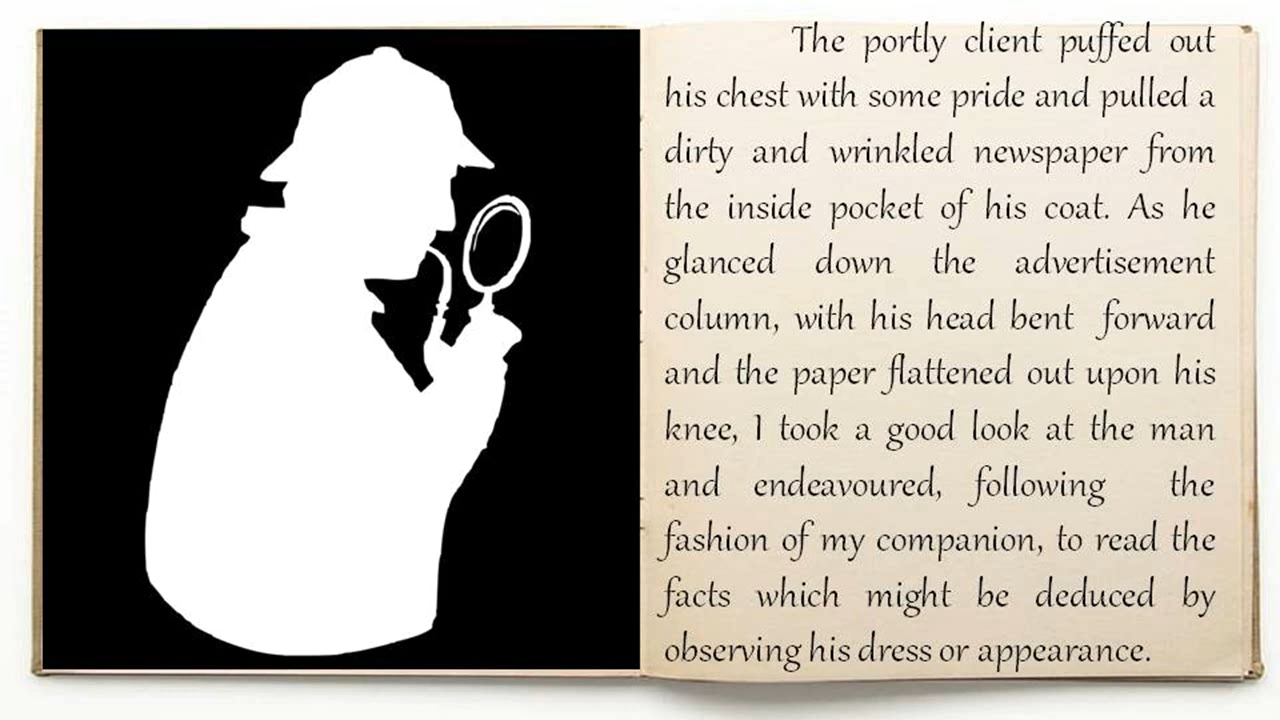 The portly client puffed out
his chest with some pride and pulled a
dirty and wrinkled newspaper from
the inside pocket of his coat. As he
glanced down the advertisement
column, with his head bent forward
and the paper flattened out upon his
knee, I took a good look at the man
and endeavoured, following the
fashion of my companion, to read the
facts which might be deduced by
observing his dress or appearance.